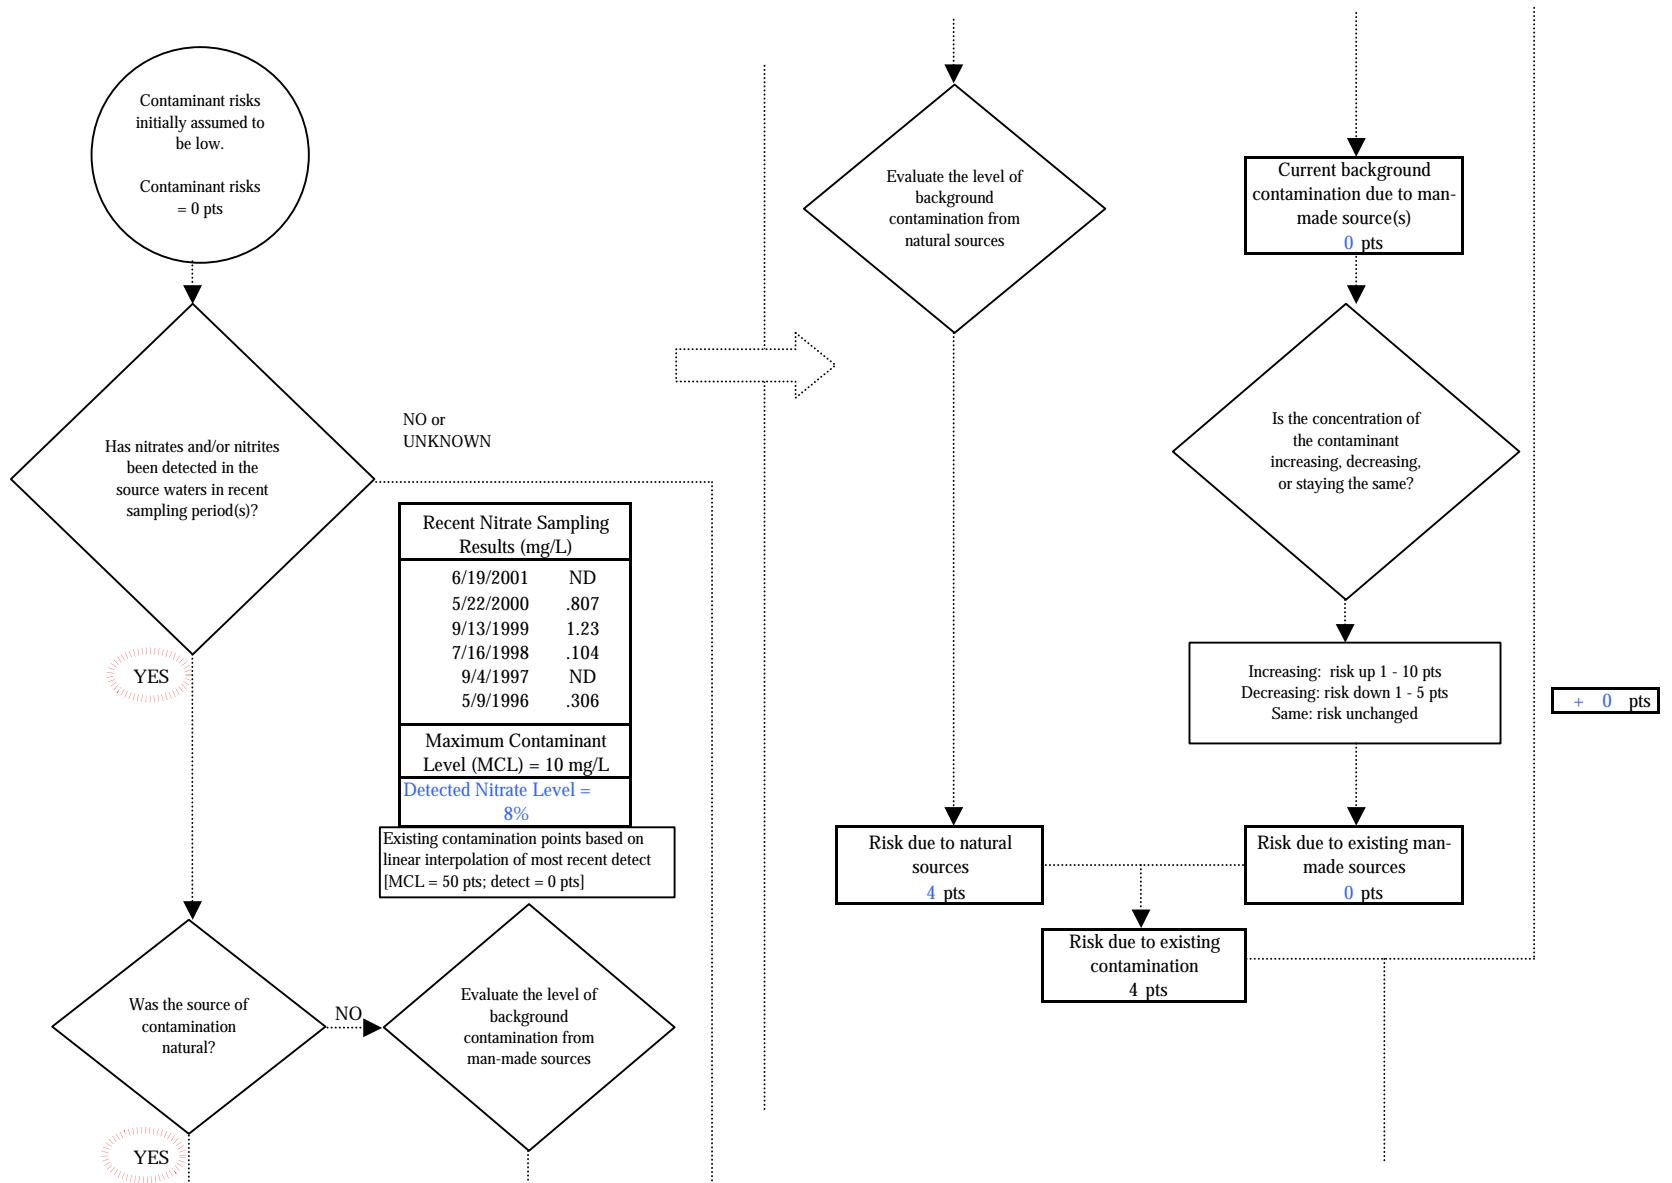 Contaminant risks
initially assumed to
be low.
Contaminant risks
= 0 pts
Has nitrates and/or nitrites
been detected in the
source waters in recent
sampling period(s)?
NO or
UNKNOWN
YES
Recent Nitrate Sampling
Results (mg/L)
6/19/2001 ND
5/22/2000 .807
9/13/1999 1.23
7/16/1998 .104
9/4/1997 ND
5/9/1996 .306
Maximum Contaminant
Level (MCL) = 10 mg/L
Detected Nitrate Level =
8%
Existing contamination points based on
linear interpolation of most recent detect
[MCL = 50 pts; detect = 0 pts]
Was the source of
contamination
natural?
NO
Evaluate the level of
background
contamination from
man-made sources
YES
Evaluate the level of
background
contamination from
natural sources
Current background
contamination due to man-
made source(s)
0 pts
Is the concentration of
the contaminant
increasing, decreasing,
or staying the same?
Increasing: risk up 1 - 10 pts
Decreasing: risk down 1 - 5 pts
Same: risk unchanged
+ 0 pts
Risk due to natural
sources
4 pts
Risk due to existing man-
made sources
0 pts
Risk due to existing
contamination
4 pts